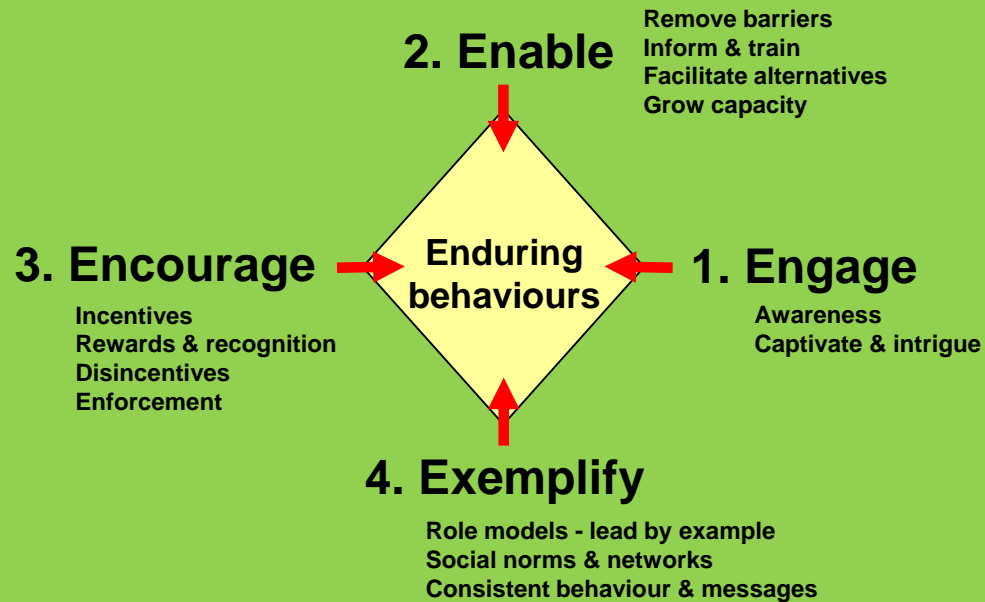 2. Enable
Remove barriers
Inform & train
Facilitate alternatives
Grow capacity
3. Encourage
Incentives
Rewards & recognition
Disincentives
Enforcement
Enduring
behaviours
1. Engage
Awareness
Captivate & intrigue
4. Exemplify
Role models - lead by example
Social norms & networks
Consistent behaviour & messages